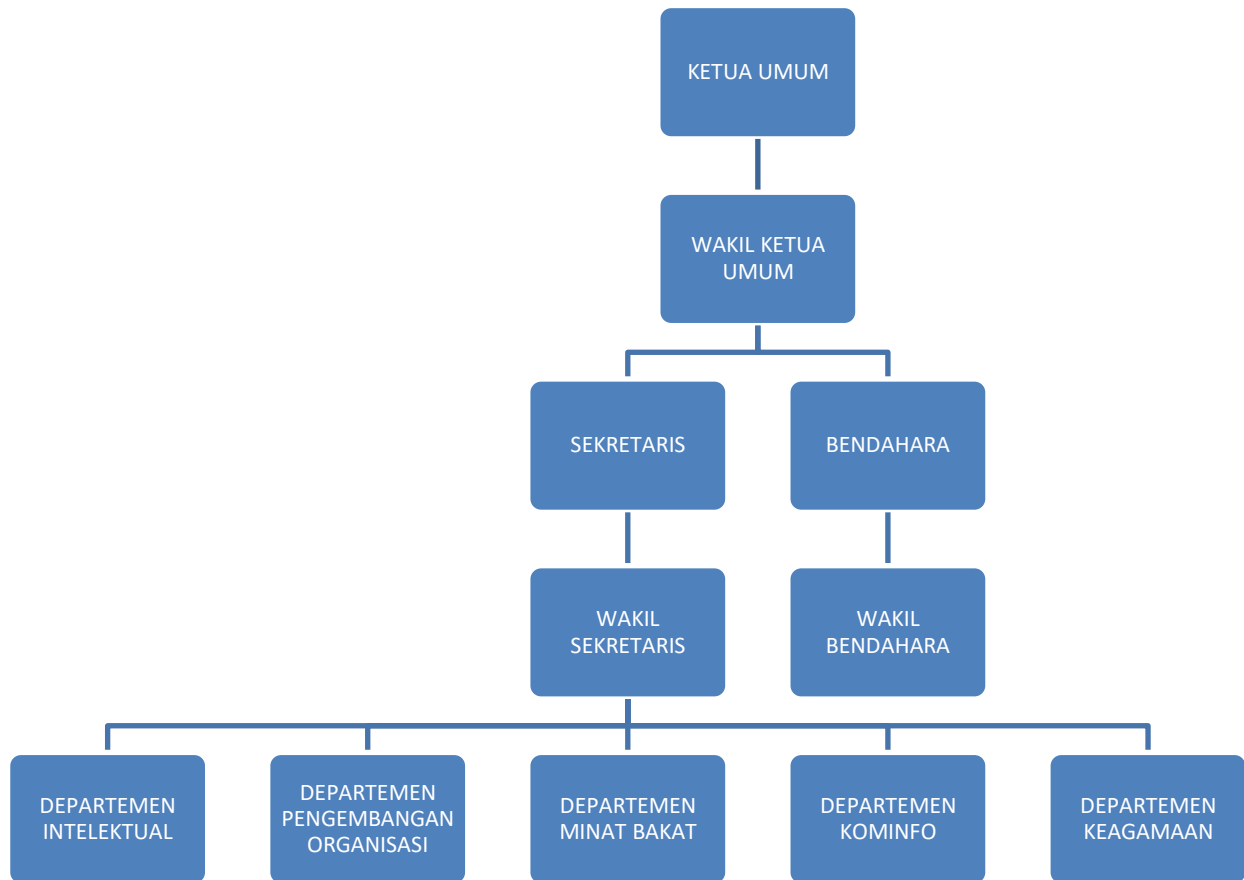 KETUA UMUM
WAKIL KETUA
UMUM
SEKRETARIS
BENDAHARA
WAKIL
SEKRETARIS
WAKIL
BENDAHARA
DEPARTEMEN
INTELEKTUAL
DEPARTEMEN
PENGEMBANGAN
ORGANISASI
DEPARTEMEN
MINAT BAKAT
DEPARTEMEN
KOMINFO
DEPARTEMEN
KEAGAMAAN